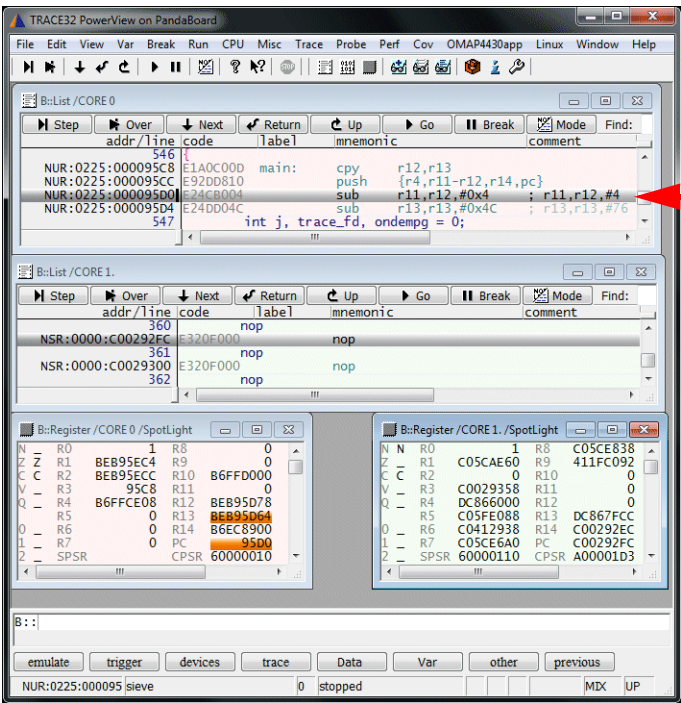 TRACE32 PowerView on PandaBoard
File Edit View Var Break Run CPU Misc Trace Probe Perf Cov OMAP4430app Linux Window Help
B::List /CORE 0
Step Over Next Return Up Go Break Mode Find:
addr/line code label mnemonic comment
546 {
NUR:0225:000095C8 E1A0C00D main: cpy r12,r13
NUR:0225:000095CC E92DD810 push {r4,r11-r12,r14,pc}
NUR:0225:000095D0 E24CB004 sub r11,r12,#0x4 ; r11,r12,#4
NUR:0225:000095D4 E24DD04C sub r13,r13,#0x4C ; r13,r13,#76
547 int j, trace_fd, ondempg = 0;
B::List /CORE 1.
Step Over Next Return Up Go Break Mode Find:
addr/line code label mnemonic comment
360 nop
NSR:0000:C00292FC E320F000 nop
361 nop
NSR:0000:C0029300 E320F000 nop
362 nop
B::Register /CORE 0 /SpotLight
N _ R0 1 R8 0
Z Z R1 BEB95EC4 R9 0
C C R2 BEB95ECC R10 B6FFD000
V _ R3 95C8 R11 0
Q _ R4 B6FFCE08 R12 BEB95D78
R5 0 R13 BEB95D64
0 _ R6 0 R14 B6EC8900
1 _ R7 0 PC 95D0
2 _ SPSR CPSR 60000010
B::Register /CORE 1. /SpotLight
N N R0 1 R8 C05CE838
Z _ R1 C05CAE60 R9 411FC092
C C R2 0 R10 0
V _ R3 C0029358 R11 0
Q _ R4 DC866000 R12 0
R5 C05FE088 R13 DC867FCC
0 _ R6 C0412938 R14 C00292EC
1 _ R7 C05CE6A0 PC C00292FC
2 _ SPSR 60000110 CPSR A00001D3
B::
emulate trigger devices trace Data Var other previous
NUR:0225:000095 sieve 0 stopped MIX UP